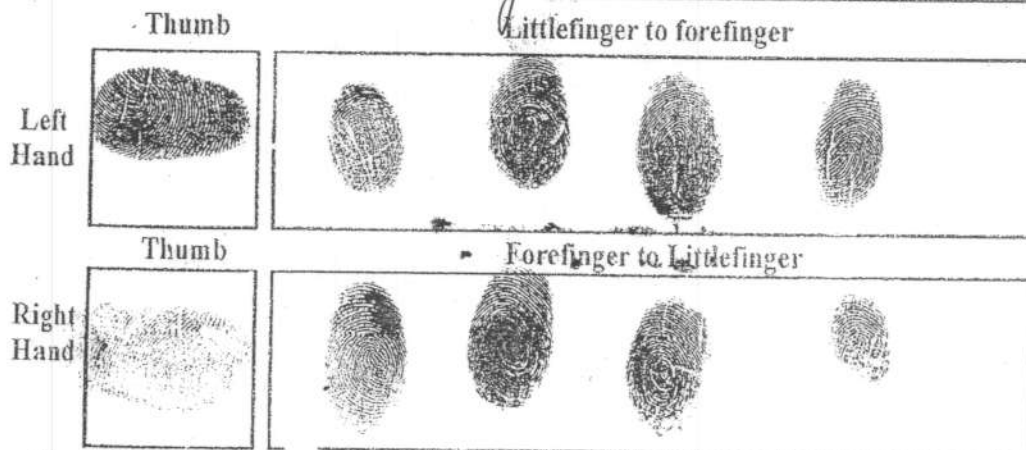 Thumb
Littlefinger to forefinger
Left
Hand
Thumb
Forefinger to Littlefinger
Right
Hand